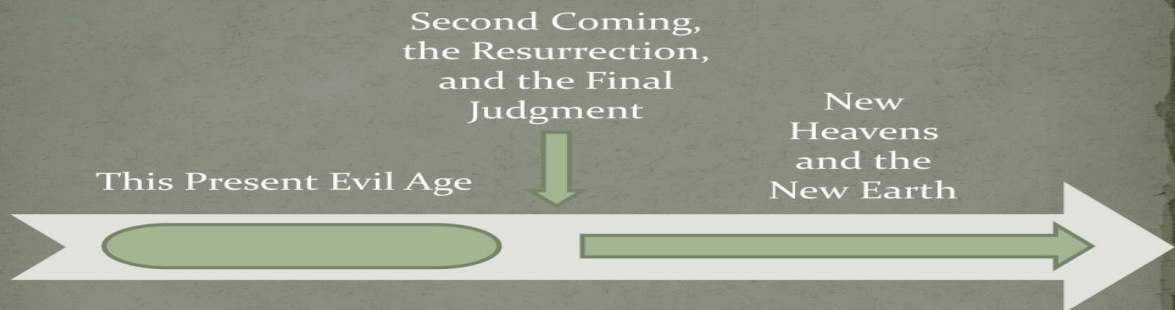 Second Coming,
the Resurrection,
and the Final
Judgment
New
Heavens
and the
New Earth
This Present Evil Age